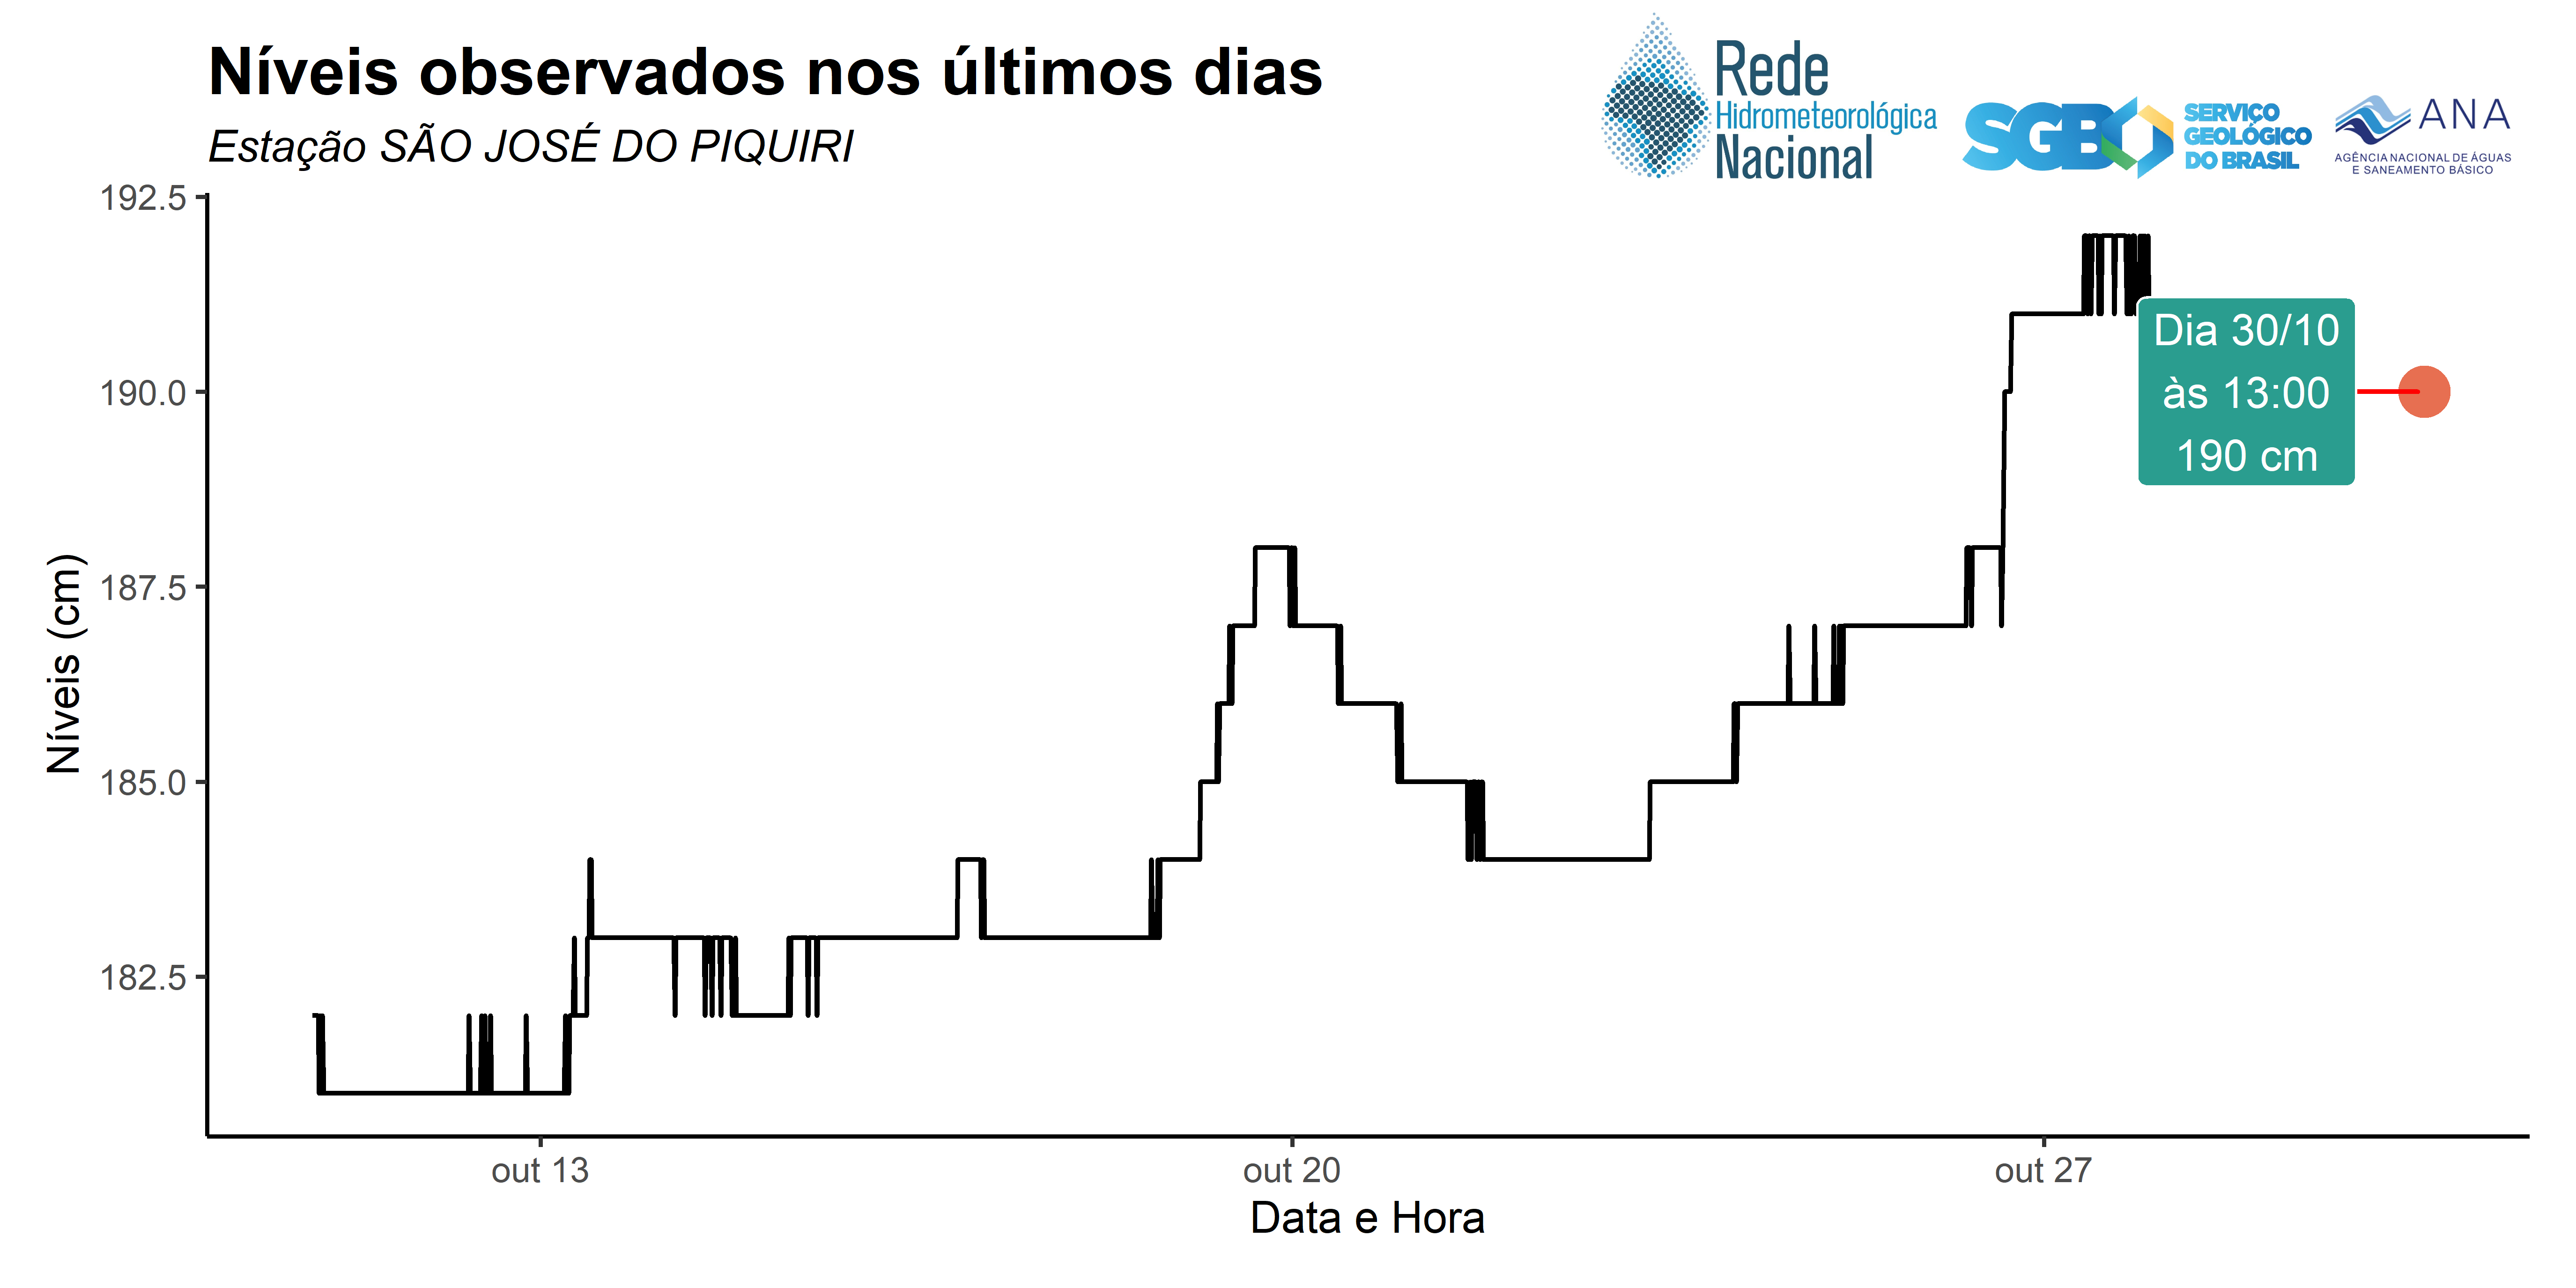 Níveis observados nos últimos dias
Estação SÃO JOSÉ DO PIQUIRI
Rede
Hidrometeorológica
Nacional
SGB
SERVIÇO
GEOLÓGICO
DO BRASIL
ANA
AGÊNCIA NACIONAL DE ÁGUAS
E SANEAMENTO BÁSICO
192.5
190.0
187.5
185.0
182.5
Níveis (cm)
Dia 30/10
às 13:00
190 cm
out 13
out 20
out 27
Data e Hora